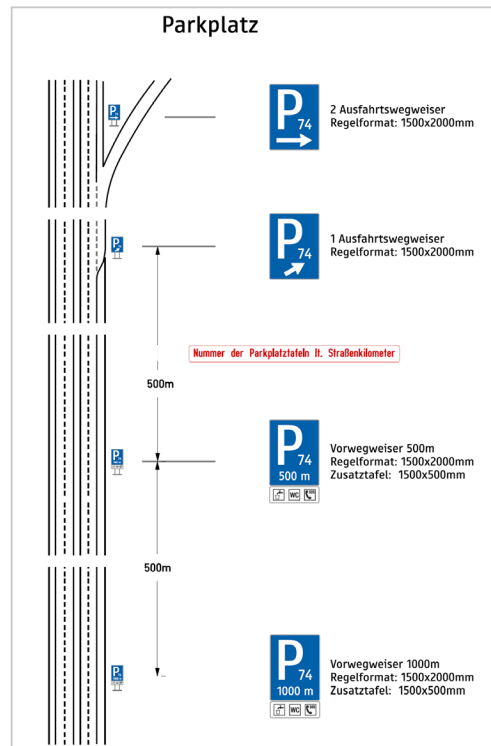 Parkplatz
P
74
2 Ausfahrtswegweiser
Regelformat: 1500x2000mm
P
74
1 Ausfahrtswegweiser
Regelformat: 1500x2000mm
Nummer der Parkplatztafeln lt. Straßenkilometer
500m
P
74
500 m
WC
Vorwegweiser 500m
Regelformat: 1500x2000mm
Zusatztafel: 1500x500mm
500m
P
74
1000 m
WC
Vorwegweiser 1000m
Regelformat: 1500x2000mm
Zusatztafel: 1500x500mm